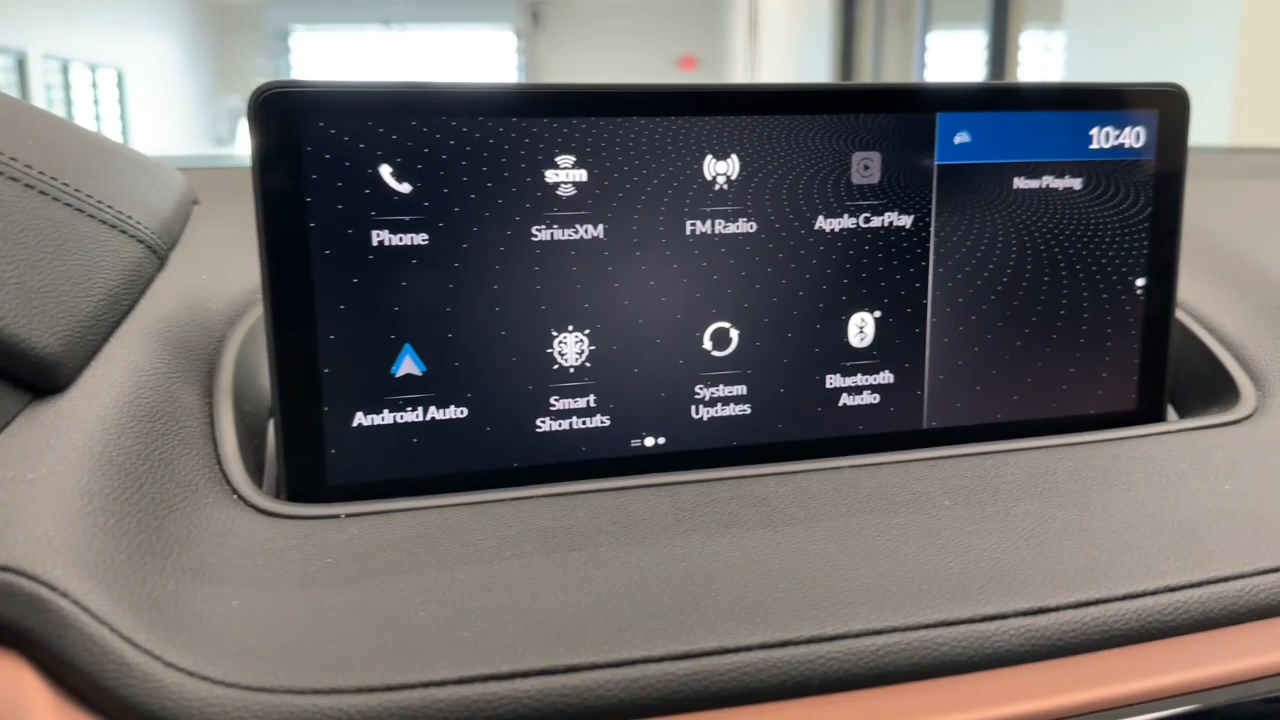 10:40
Phone
sxm
SiriusXM
FM Radio
Apple CarPlay
Now Playing
Android Auto
Smart
Shortcuts
System
Updates
Bluetooth
Audio